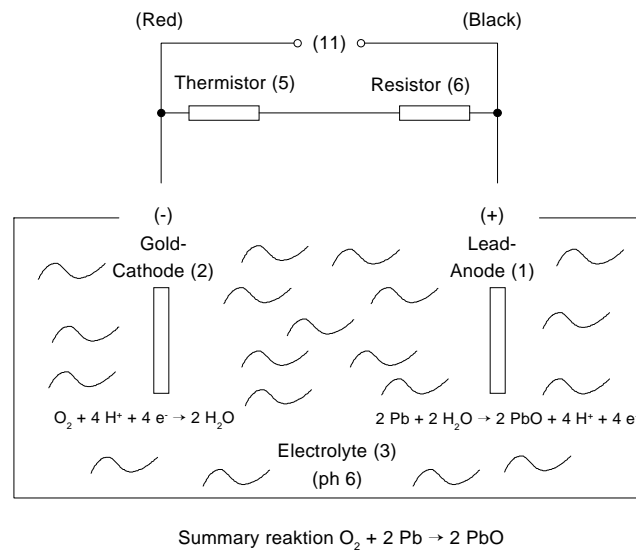 (Red) (Black)
(11)
Thermistor (5) Resistor (6)
(-) (+)
Gold- Lead-
Cathode (2) Anode (1)
O₂ + 4 H⁺ + 4 e⁻ → 2 H₂O 2 Pb + 2 H₂O → 2 PbO + 4 H⁺ + 4 e⁻
Electrolyte (3)
(ph 6)
Summary reaktion O₂ + 2 Pb → 2 PbO